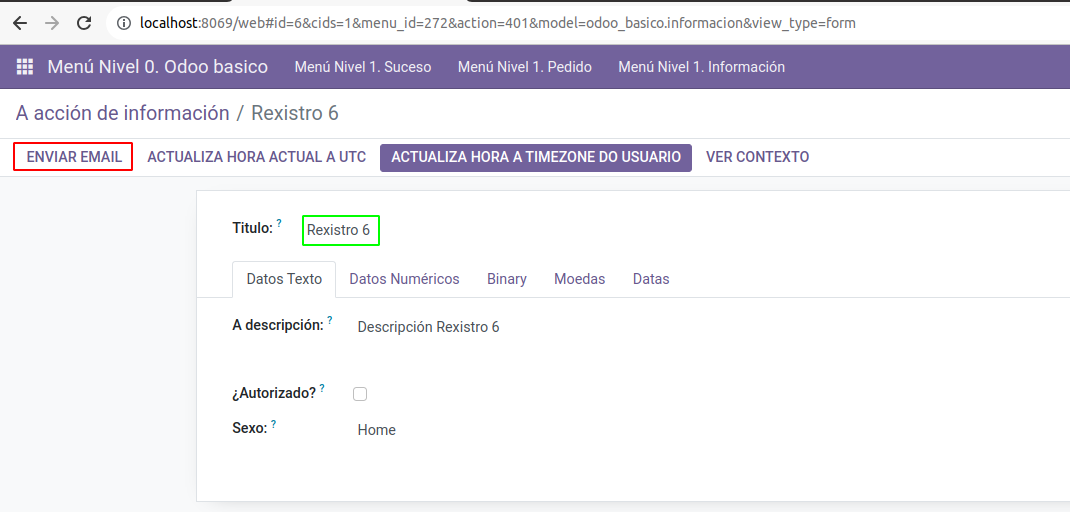 localhost:8069/web#id=6&cids=1&menu_id=272&action=401&model=odoo_basico.informacion&view_type=form
Menú Nivel 0. Odoo basico Menú Nivel 1. Suceso Menú Nivel 1. Pedido Menú Nivel 1. Información
A acción de información / Rexistro 6
ENVIAR EMAIL ACTUALIZA HORA ACTUAL A UTC ACTUALIZA HORA A TIMEZONE DO USUARIO VER CONTEXTO
Titulo: ? Rexistro 6
Datos Texto Datos Numéricos Binary Moedas Datas
A descripción: ? Descripción Rexistro 6
¿Autorizado? ?
Sexo: ? Home